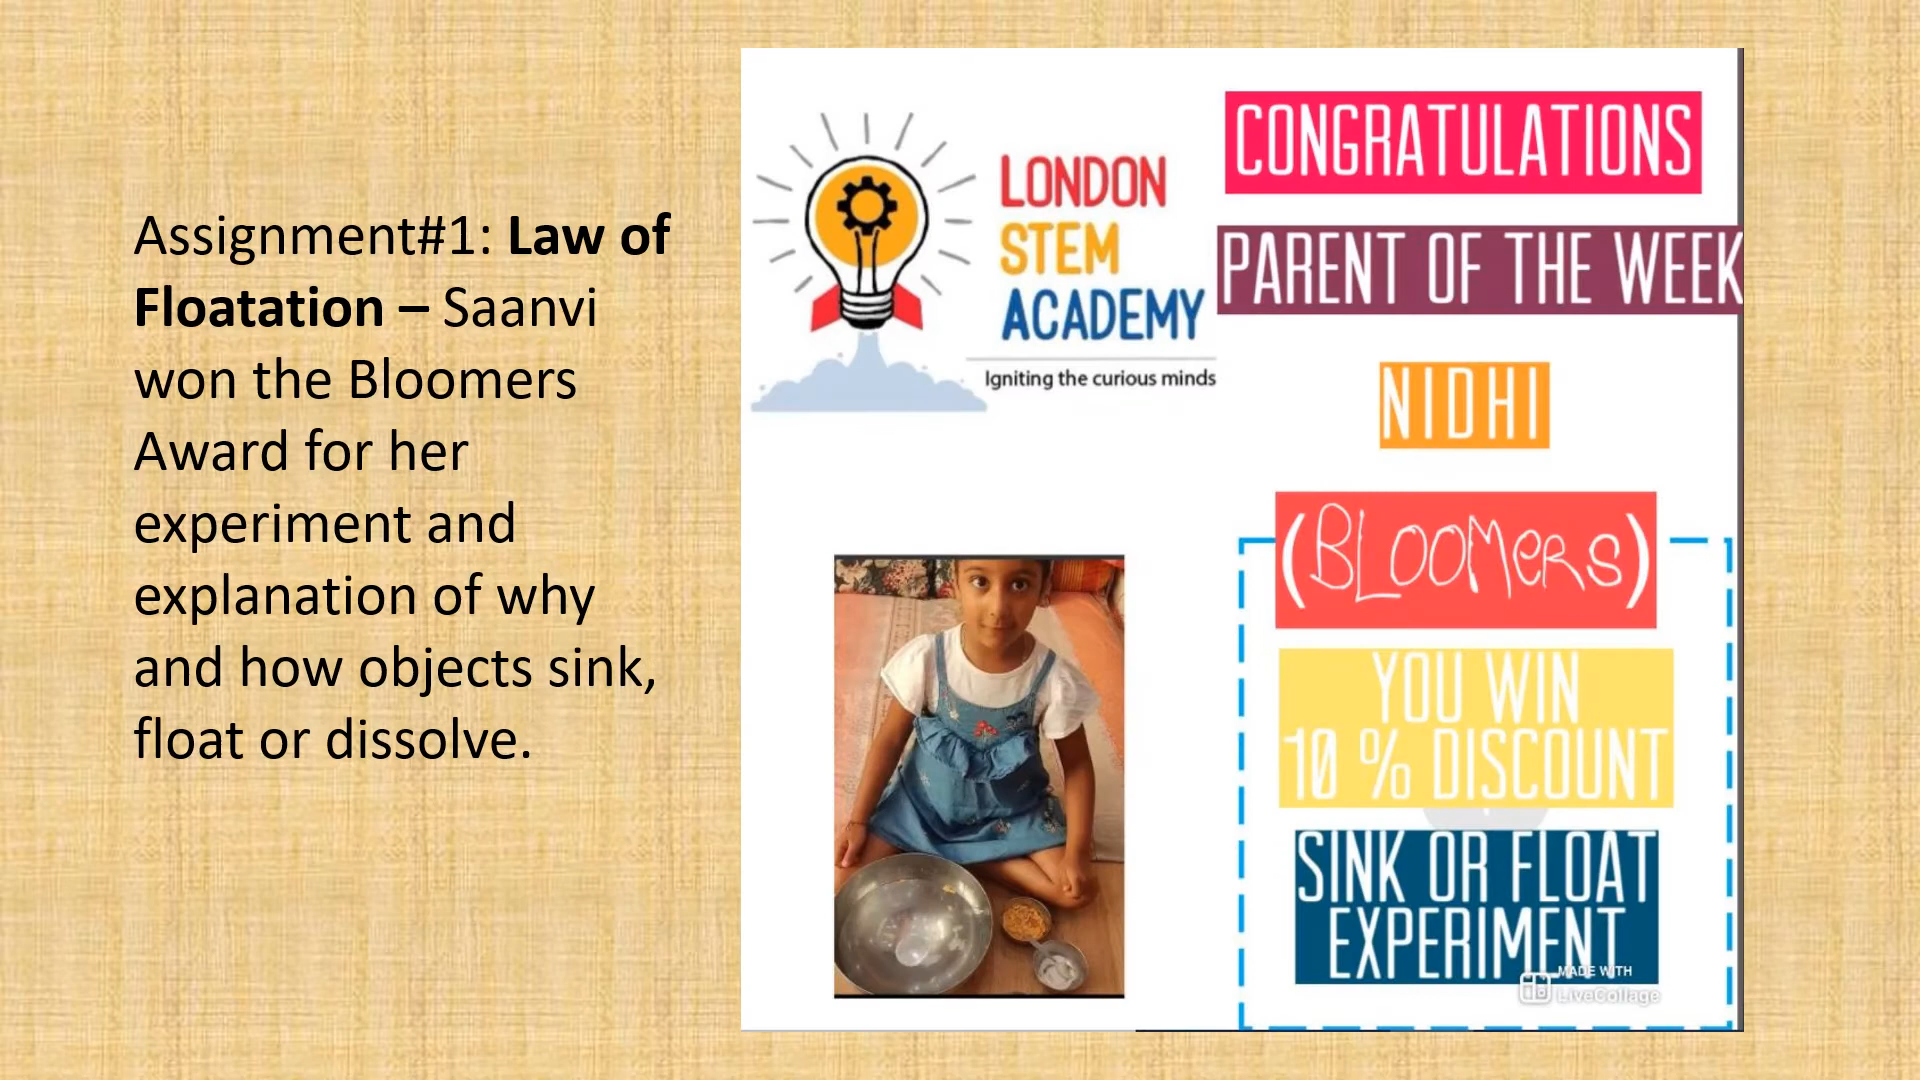 Assignment#1: Law of
Floatation – Saanvi
won the Bloomers
Award for her
experiment and
explanation of why
and how objects sink,
float or dissolve.
LONDON
STEM
ACADEMY
Igniting the curious minds
CONGRATULATIONS
PARENT OF THE WEEK
NIDHI
(BLOOMERS)
YOU WIN
10 % DISCOUNT
SINK OR FLOAT
EXPERIMENT
MADE WITH
LiveCollage